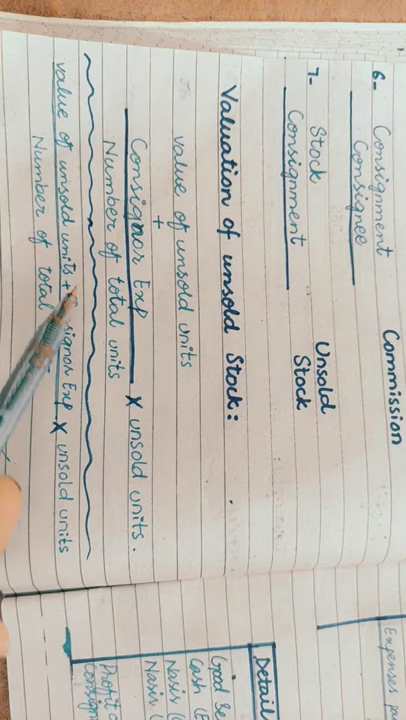 Commission
6- Consignment
Consignee
7- Stock
Consignment
Unsold
Stock
Valuation of unsold Stock:
value of unsold units
+
Consignor Exp X unsold units.
Number of total units
value of unsold units + Exp X unsold units
Number of total
Expenses
Detail
Good
Cash
Nasir
Nasir
Profit